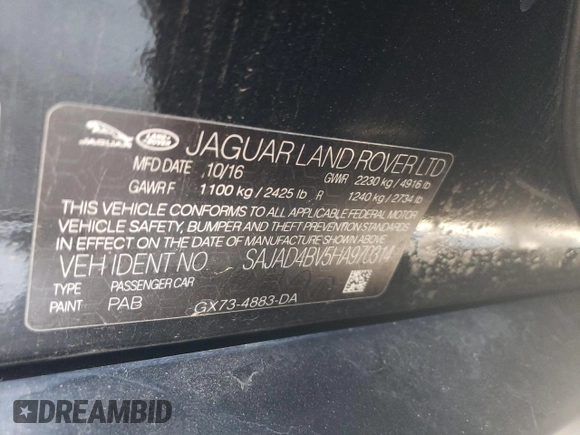 JAGUAR
LAND ROVER
JAGUAR LAND ROVER LTD
MFD DATE 10/16 GVWR 2230 kg / 4916 lb
GAWR F 1100 kg / 2425 lb R 1240 kg / 2734 lb
THIS VEHICLE CONFORMS TO ALL APPLICABLE FEDERAL MOTOR
VEHICLE SAFETY, BUMPER AND THEFT PREVENTION STANDARDS
IN EFFECT ON THE DATE OF MANUFACTURE SHOWN ABOVE
VEH IDENT NO SAJAD4BV5HA970314
TYPE PASSENGER CAR
PAINT PAB GX73-4883-DA
DREAMBID